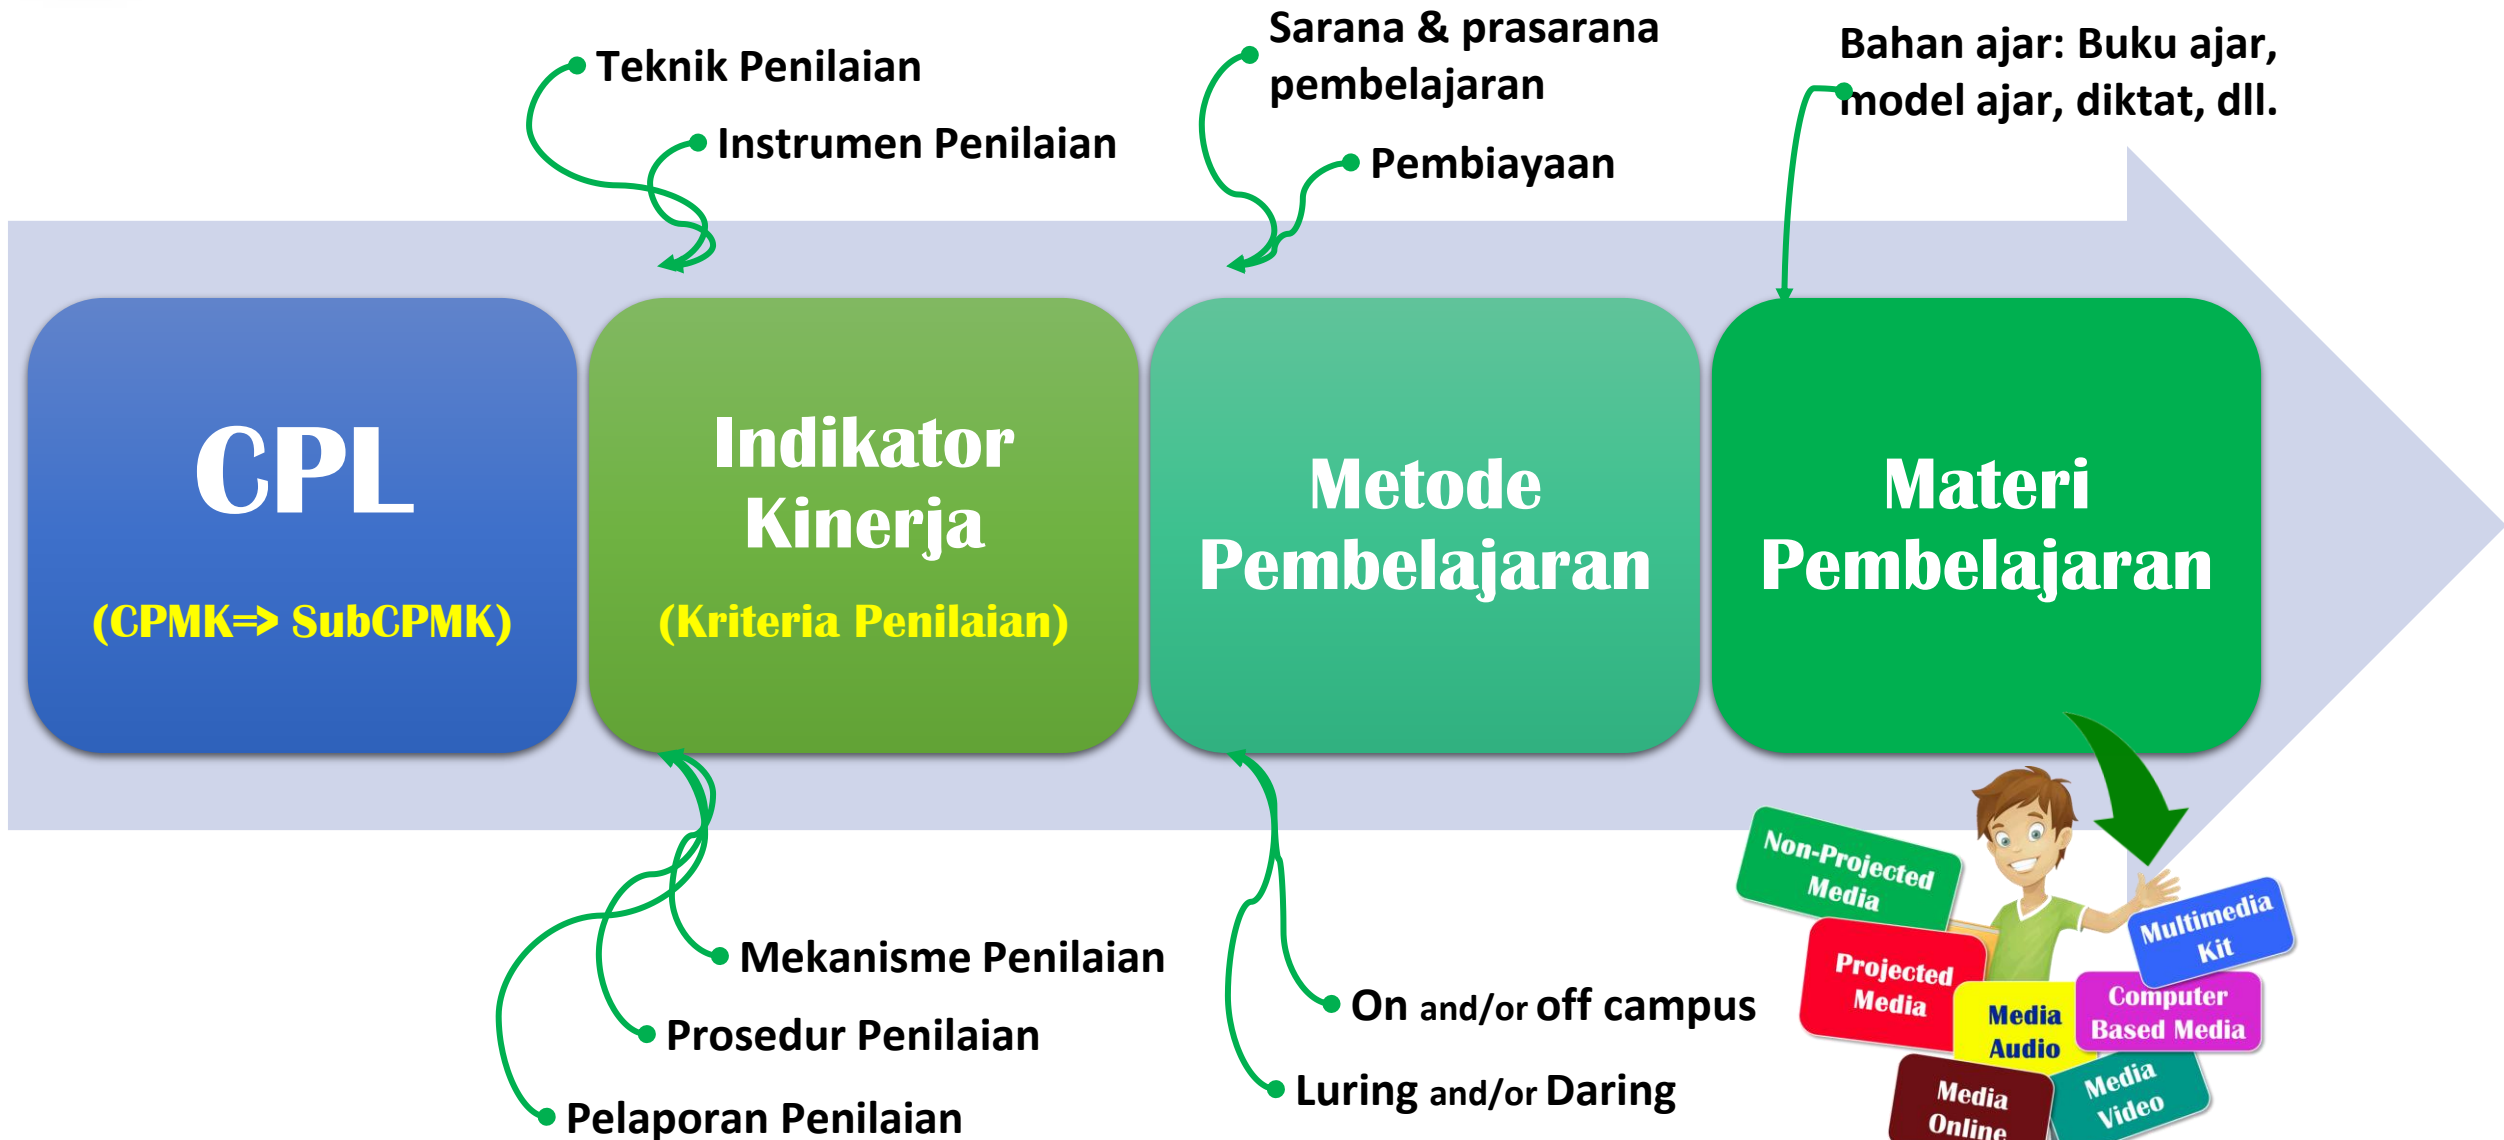 Teknik Penilaian
Instrumen Penilaian
Sarana & prasarana
pembelajaran
Pembiayaan
Bahan ajar: Buku ajar,
model ajar, diktat, dll.
CPL
(CPMK=> SubCPMK)
Indikator
Kinerja
(Kriteria Penilaian)
Metode
Pembelajaran
Materi
Pembelajaran
Mekanisme Penilaian
Prosedur Penilaian
Pelaporan Penilaian
On and/or off campus
Luring and/or Daring
Non-Projected
Media
Multimedia
Kit
Projected
Media
Computer
Based Media
Media
Audio
Media
Online
Media
Video